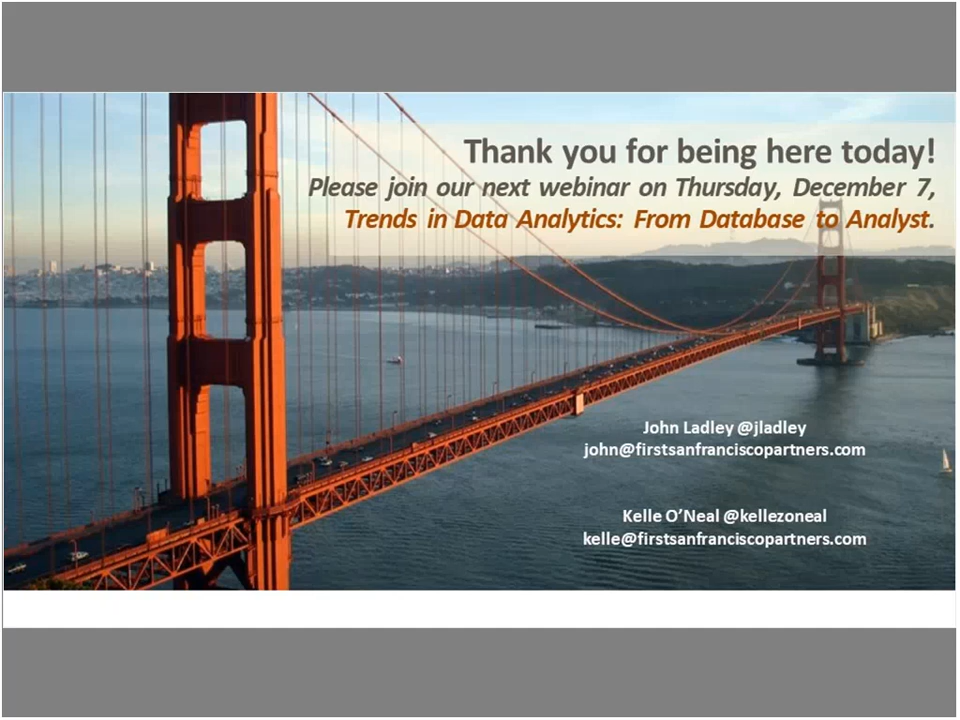 Thank you for being here today!
Please join our next webinar on Thursday, December 7,
Trends in Data Analytics: From Database to Analyst.
John Ladley @jladley
john@firstsanfranciscopartners.com
Kelle O’Neal @kellezoneal
kelle@firstsanfranciscopartners.com